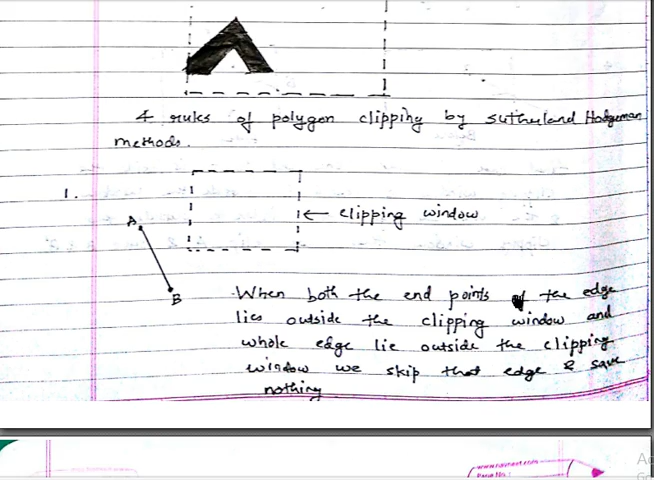 4 rules of polygon clipping by Sutherland Hodgeman
methods.
1.
← clipping window
A
B
When both the end points of the edge
lies outside the clipping window and
whole edge lie outside the clipping
window we skip that edge & save
nothing
Page No.: